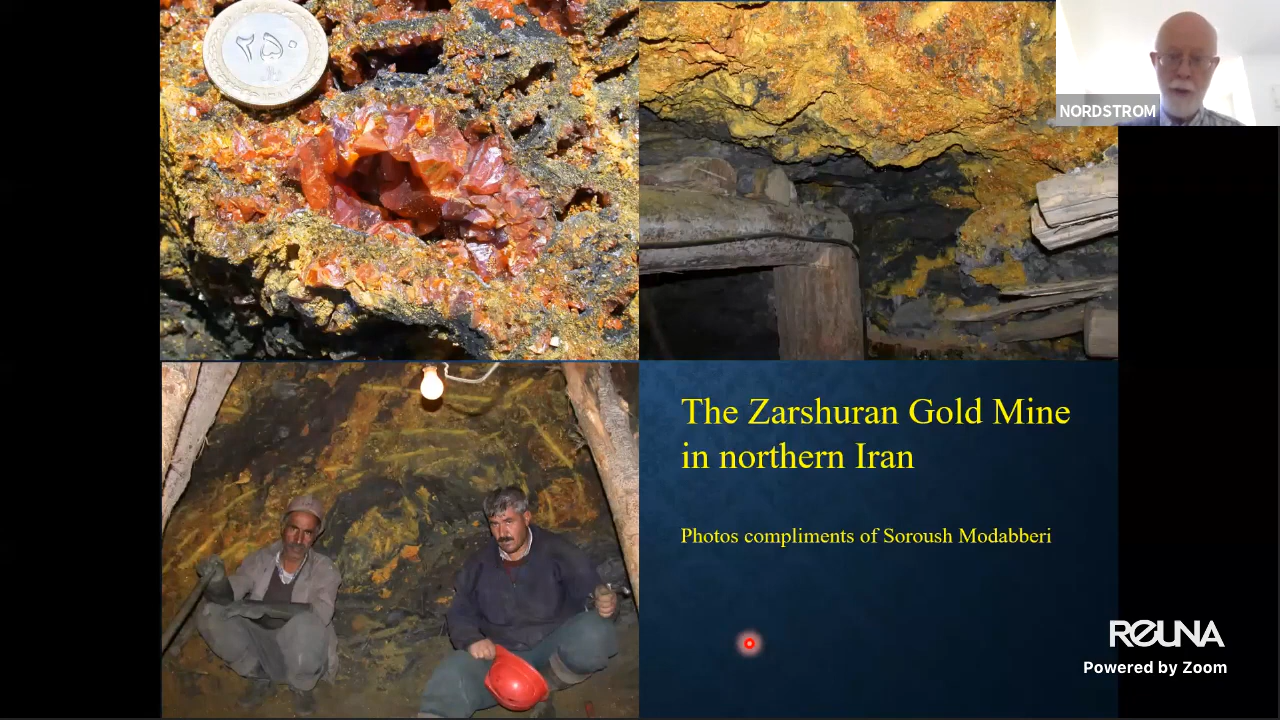 ۲۵۰
NORDSTROM
The Zarshuran Gold Mine
in northern Iran
Photos compliments of Soroush Modabberi
REUNA
Powered by Zoom